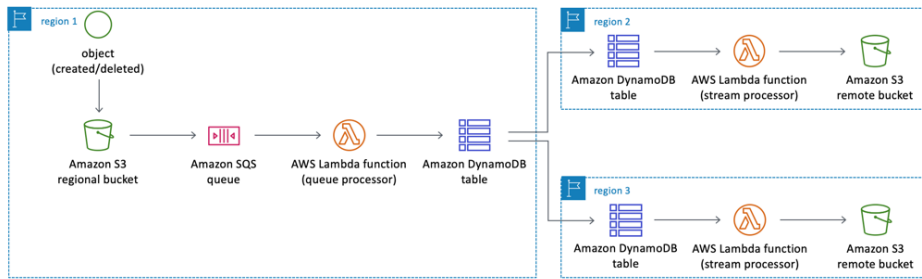 region 1
object
(created/deleted)
Amazon S3
regional bucket
Amazon SQS
queue
AWS Lambda function
(queue processor)
Amazon DynamoDB
table
region 2
Amazon DynamoDB
table
AWS Lambda function
(stream processor)
Amazon S3
remote bucket
region 3
Amazon DynamoDB
table
AWS Lambda function
(stream processor)
Amazon S3
remote bucket